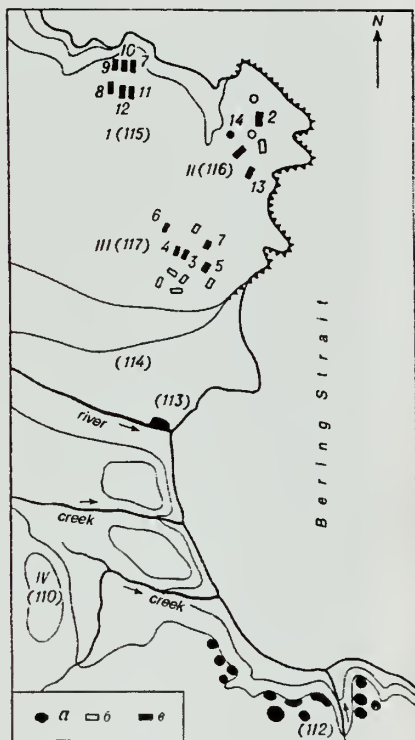 N
10
9 7
8 11
12
I (115)
14 2
II (116)
13
6
7
III (117) 4 3 5
(114)
(113)
river
creek
IV
(110)
creek
Bering Strait
(112)
а б в